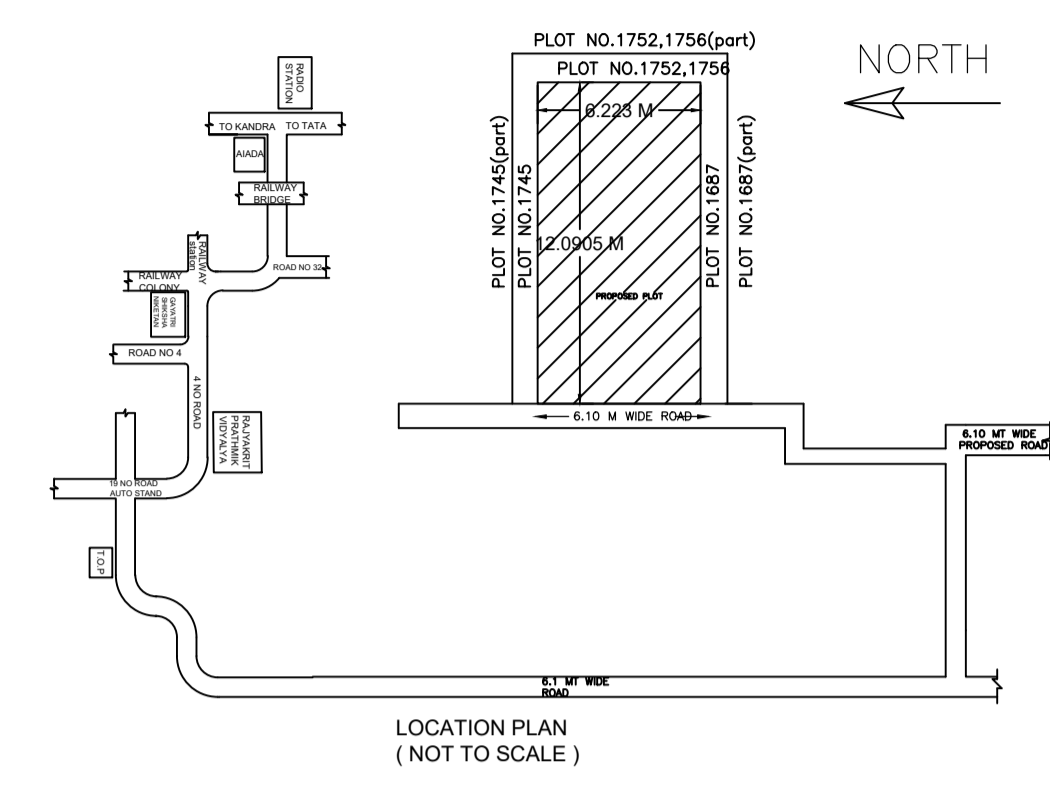 PLOT NO.1752,1756(part)
PLOT NO.1752,1756
NORTH
RADIO
STATION
TO KANDRA
TO TATA
AIADA
RAILWAY
BRIDGE
RAILWAY
station
ROAD NO 32
RAILWAY
COLONY
GAYATRI
SHIKSHA
NIKETAN
ROAD NO 4
4 NO ROAD
RAJYAKRIT
PRATHMIK
VIDYALYA
19 NO ROAD
AUTO STAND
T.O.P
6.223 M
PLOT NO.1745(part)
PLOT NO.1745
12.0905 M
PROPOSED PLOT
PLOT NO.1687
PLOT NO.1687(part)
6.10 M WIDE ROAD
6.10 MT WIDE
PROPOSED ROAD
6.1 MT WIDE
ROAD
LOCATION PLAN
( NOT TO SCALE )